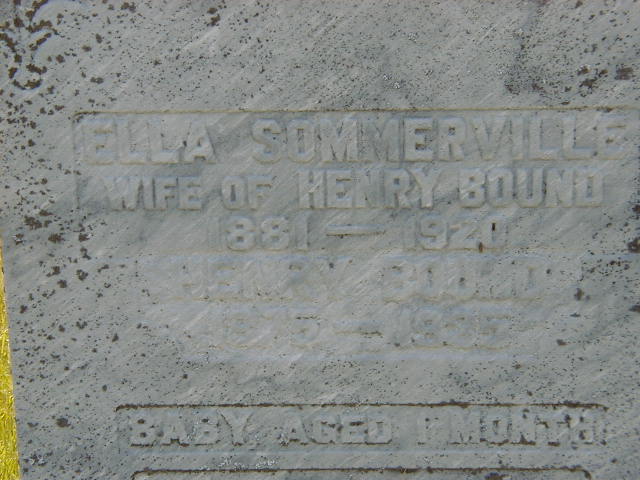 ELLA SOMMERVILLE
WIFE OF HENRY BOUND
1881 — 1920
HENRY BOUND
BABY, AGED 1 MONTH